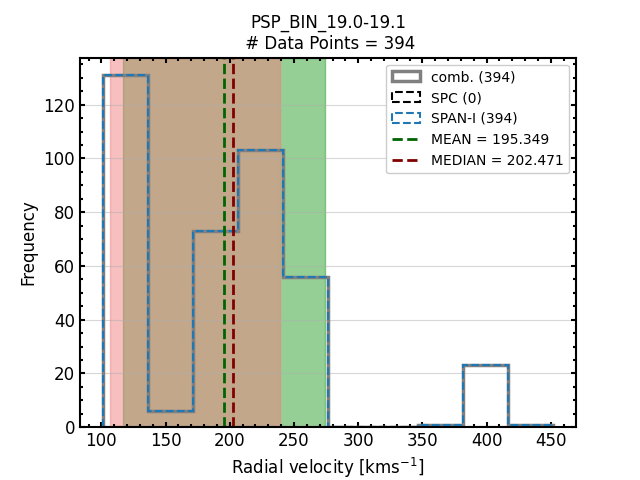 PSP_BIN_19.0-19.1
# Data Points = 394
Frequency
120
100
80
60
40
20
0
comb. (394)
SPC (0)
SPAN-I (394)
MEAN = 195.349
MEDIAN = 202.471
100 150 200 250 300 350 400 450
Radial velocity [kms⁻¹]